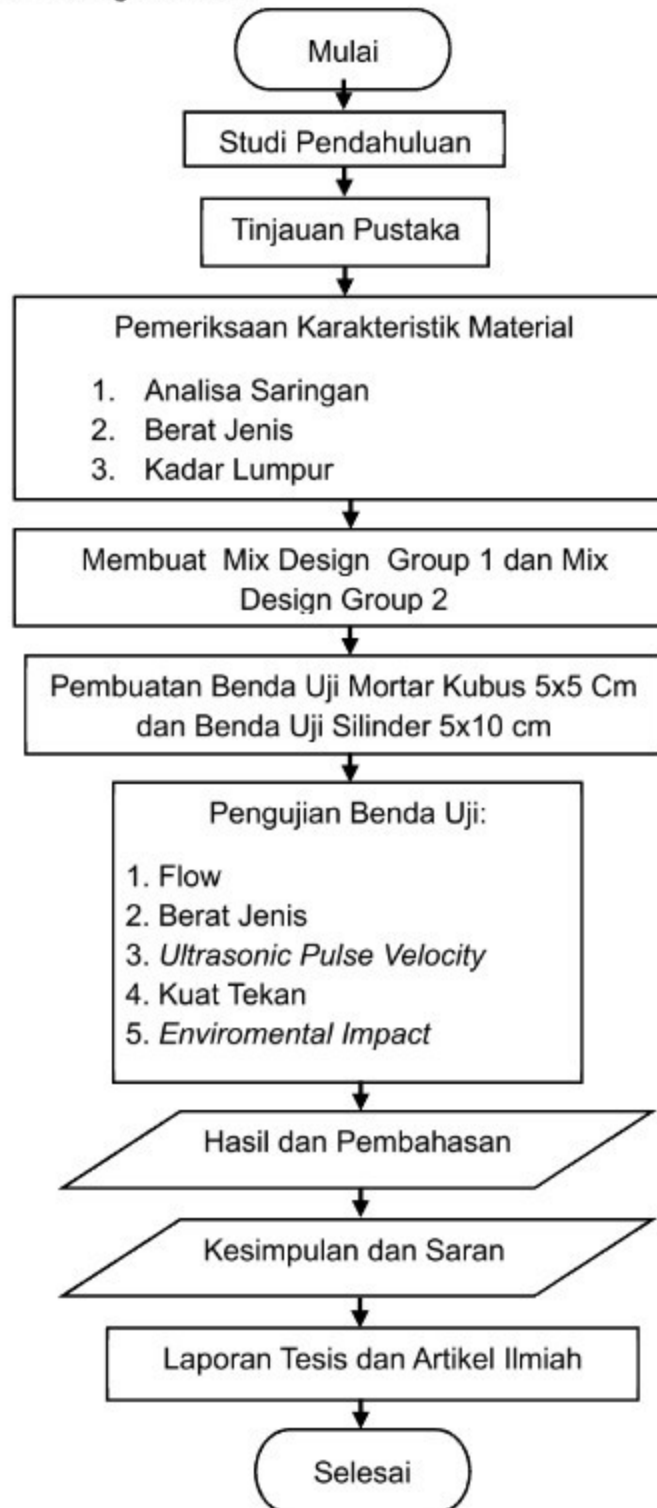 Mulai
Studi Pendahuluan
Tinjauan Pustaka
Pemeriksaan Karakteristik Material
1. Analisa Saringan
2. Berat Jenis
3. Kadar Lumpur
Membuat Mix Design Group 1 dan Mix
Design Group 2
Pembuatan Benda Uji Mortar Kubus 5x5 Cm
dan Benda Uji Silinder 5x10 cm
Pengujian Benda Uji:
1. Flow
2. Berat Jenis
3. Ultrasonic Pulse Velocity
4. Kuat Tekan
5. Enviromental Impact
Hasil dan Pembahasan
Kesimpulan dan Saran
Laporan Tesis dan Artikel Ilmiah
Selesai